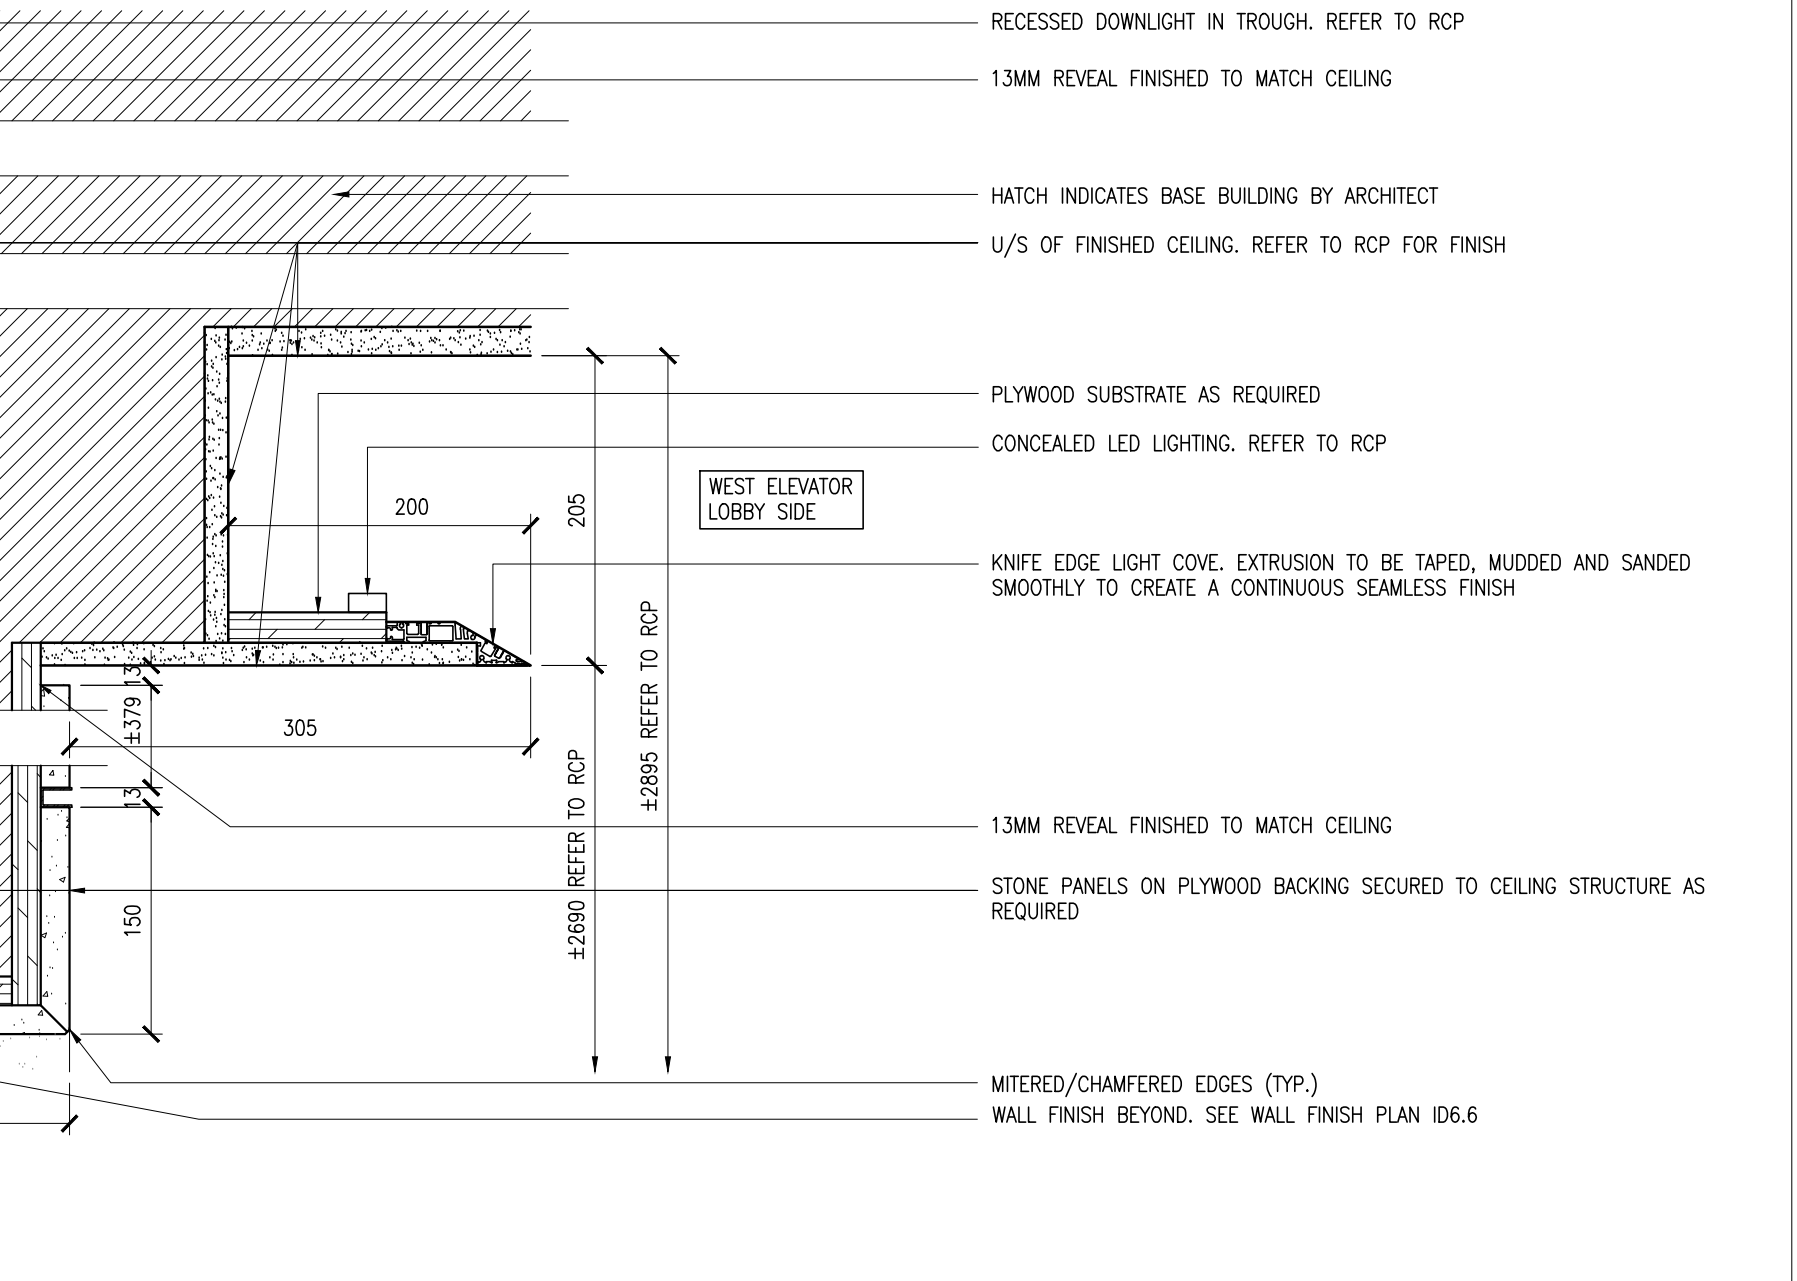 RECESSED DOWNLIGHT IN TROUGH. REFER TO RCP
13MM REVEAL FINISHED TO MATCH CEILING
HATCH INDICATES BASE BUILDING BY ARCHITECT
U/S OF FINISHED CEILING. REFER TO RCP FOR FINISH
PLYWOOD SUBSTRATE AS REQUIRED
CONCEALED LED LIGHTING. REFER TO RCP
WEST ELEVATOR
LOBBY SIDE
200
205
KNIFE EDGE LIGHT COVE. EXTRUSION TO BE TAPED, MUDDED AND SANDED
SMOOTHLY TO CREATE A CONTINUOUS SEAMLESS FINISH
13
±379
305
13
150
±2690 REFER TO RCP
±2895 REFER TO RCP
13MM REVEAL FINISHED TO MATCH CEILING
STONE PANELS ON PLYWOOD BACKING SECURED TO CEILING STRUCTURE AS
REQUIRED
MITERED/CHAMFERED EDGES (TYP.)
WALL FINISH BEYOND. SEE WALL FINISH PLAN ID6.6